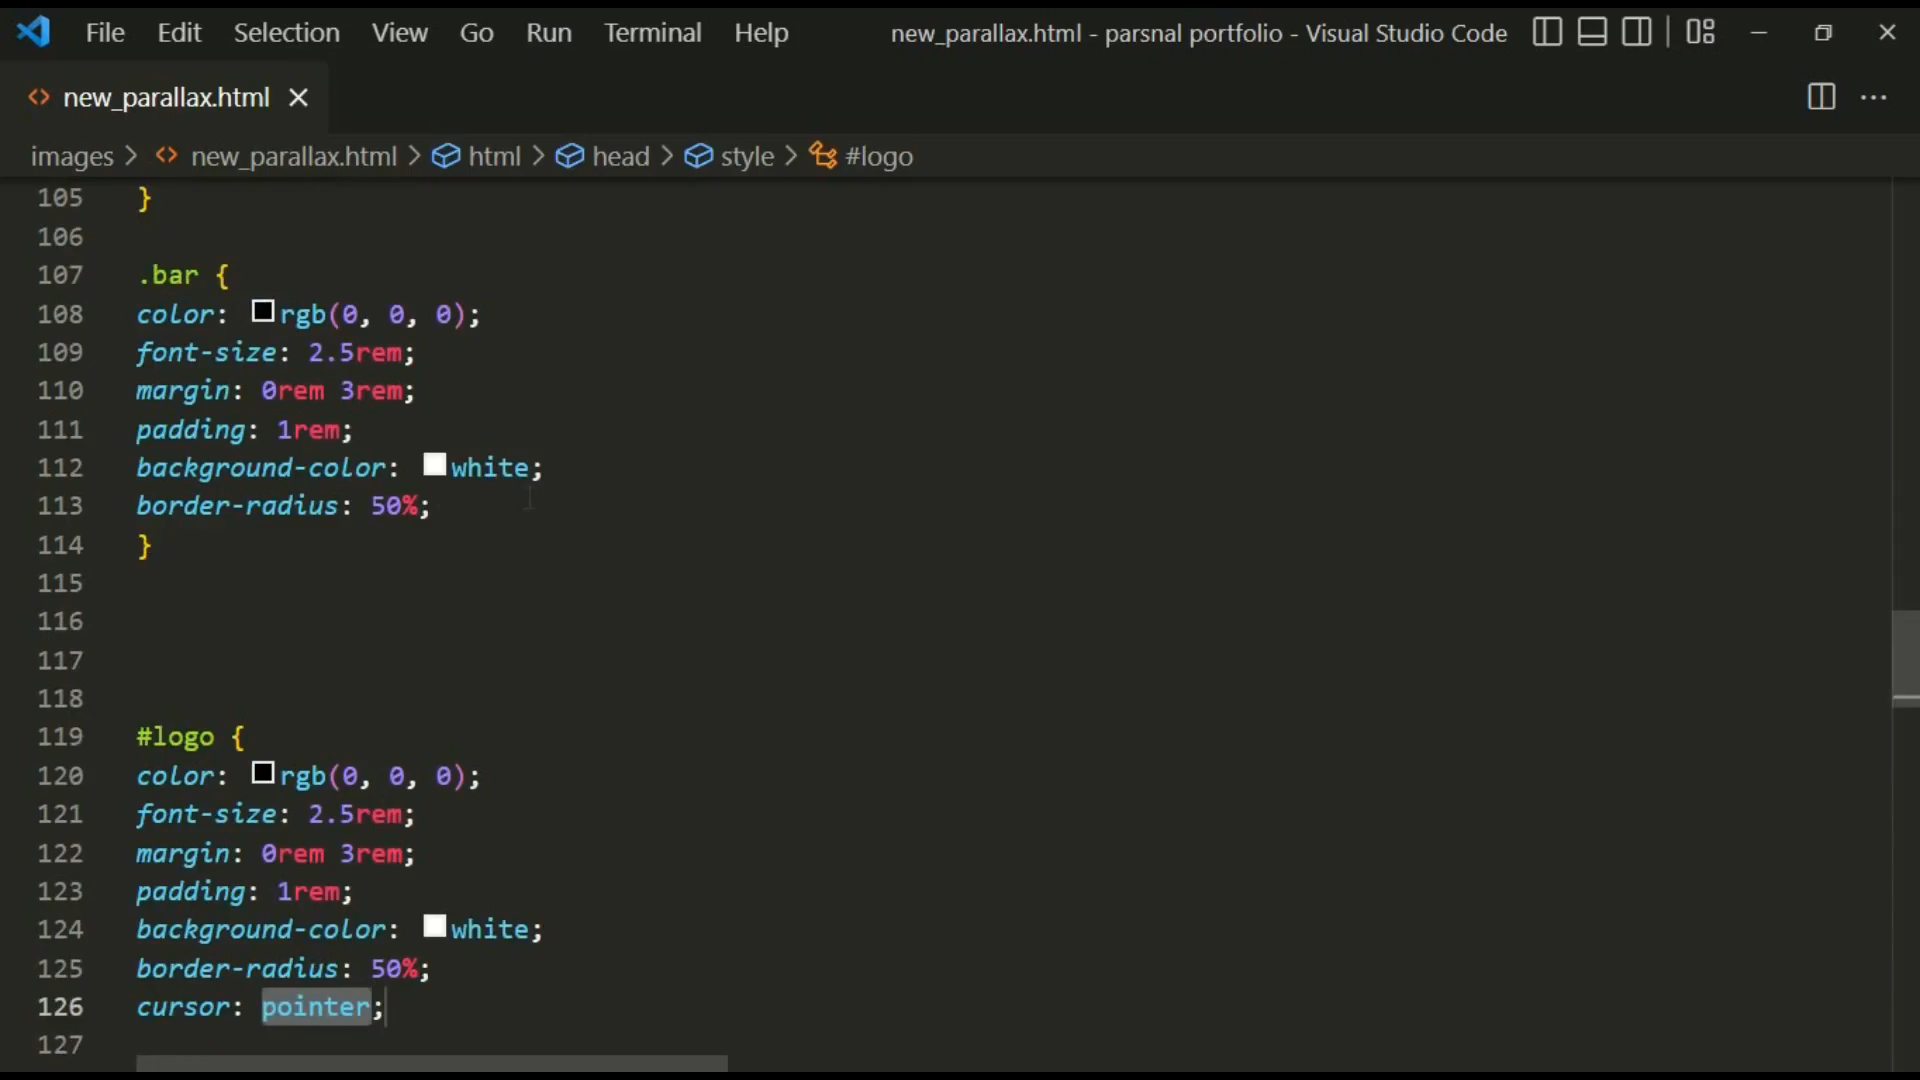 File Edit Selection View Go Run Terminal Help new_parallax.html - parsnal portfolio - Visual Studio Code
new_parallax.html
images > new_parallax.html > html > head > style > #logo
105 }
106
107 .bar {
108 color: rgb(0, 0, 0);
109 font-size: 2.5rem;
110 margin: 0rem 3rem;
111 padding: 1rem;
112 background-color: white;
113 border-radius: 50%;
114 }
115
116
117
118
119 #logo {
120 color: rgb(0, 0, 0);
121 font-size: 2.5rem;
122 margin: 0rem 3rem;
123 padding: 1rem;
124 background-color: white;
125 border-radius: 50%;
126 cursor: pointer;
127